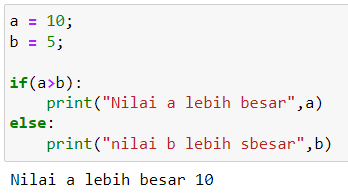 a = 10;
b = 5;
if(a>b):
    print("Nilai a lebih besar",a)
else:
    print("nilai b lebih sbesar",b)
Nilai a lebih besar 10